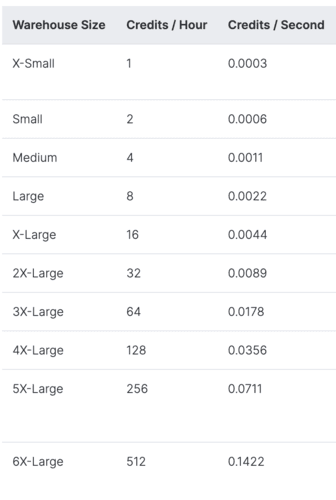 Warehouse Size Credits / Hour Credits / Second
X-Small 1 0.0003
Small 2 0.0006
Medium 4 0.0011
Large 8 0.0022
X-Large 16 0.0044
2X-Large 32 0.0089
3X-Large 64 0.0178
4X-Large 128 0.0356
5X-Large 256 0.0711
6X-Large 512 0.1422